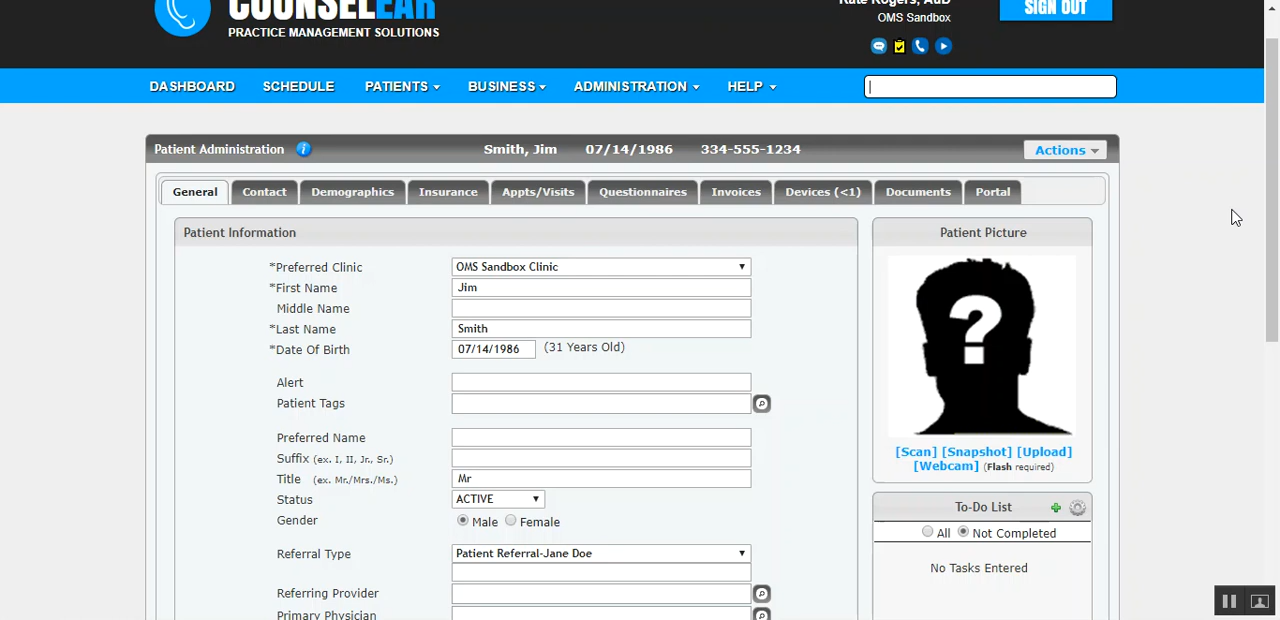 COUNSELEAR
PRACTICE MANAGEMENT SOLUTIONS
Kate Rogers, AuD
OMS Sandbox
SIGN OUT
DASHBOARD SCHEDULE PATIENTS BUSINESS ADMINISTRATION HELP
Patient Administration i Smith, Jim 07/14/1986 334-555-1234 Actions
General Contact Demographics Insurance Appts/Visits Questionnaires Invoices Devices (<1) Documents Portal
Patient Information
*Preferred Clinic OMS Sandbox Clinic
*First Name Jim
Middle Name
*Last Name Smith
*Date Of Birth 07/14/1986 (31 Years Old)
Alert
Patient Tags
Preferred Name
Suffix (ex. I, II, Jr., Sr.)
Title (ex. Mr./Mrs./Ms.) Mr
Status ACTIVE
Gender Male Female
Referral Type Patient Referral-Jane Doe
Referring Provider
Primary Physician
Patient Picture
?
[Scan] [Snapshot] [Upload]
[Webcam] (Flash required)
To-Do List
All Not Completed
No Tasks Entered